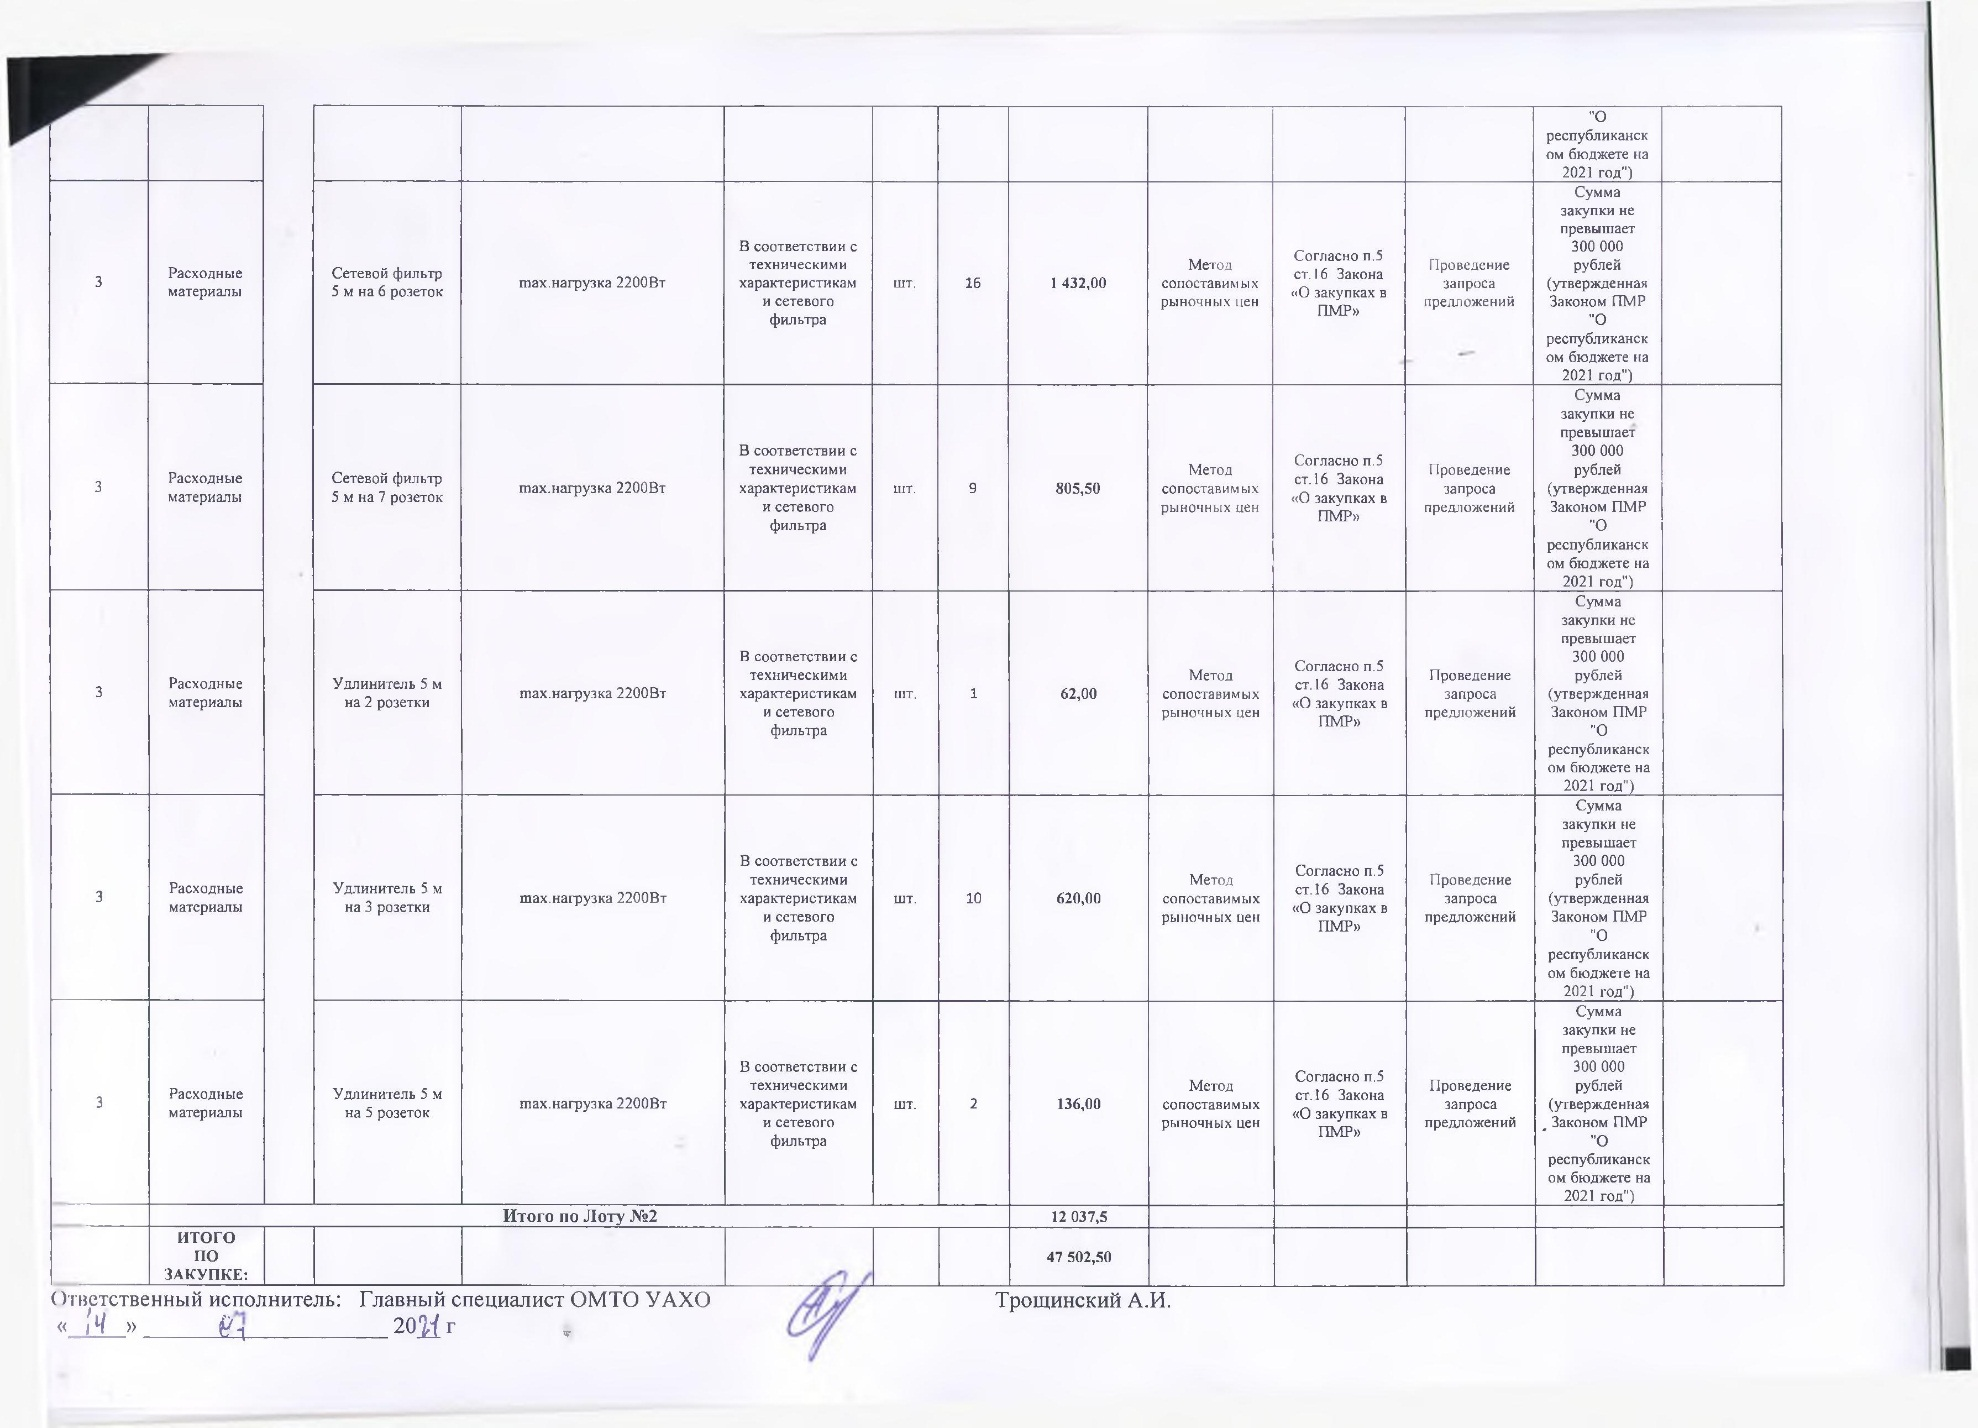 "О
республиканск
ом бюджете на
2021 год")
3
Расходные
материалы
Сетевой фильтр
5 м на 6 розеток
max.нагрузка 2200Вт
В соответствии с
техническими
характеристикам
и сетевого
фильтра
шт.
16
1 432,00
Метод
сопоставимых
рыночных цен
Согласно п.5
ст.16 Закона
«О закупках в
ПМР»
Проведение
запроса
предложений
Сумма
закупки не
превышает
300 000
рублей
(утвержденная
Законом ПМР
"О
республиканск
ом бюджете на
2021 год")
3
Расходные
материалы
Сетевой фильтр
5 м на 7 розеток
max.нагрузка 2200Вт
В соответствии с
техническими
характеристикам
и сетевого
фильтра
шт.
9
805,50
Метод
сопоставимых
рыночных цен
Согласно п.5
ст.16 Закона
«О закупках в
ПМР»
Проведение
запроса
предложений
Сумма
закупки не
превышает
300 000
рублей
(утвержденная
Законом ПМР
"О
республиканск
ом бюджете на
2021 год")
3
Расходные
материалы
Удлинитель 5 м
на 2 розетки
max.нагрузка 2200Вт
В соответствии с
техническими
характеристикам
и сетевого
фильтра
шт.
1
62,00
Метод
сопоставимых
рыночных цен
Согласно п.5
ст.16 Закона
«О закупках в
ПМР»
Проведение
запроса
предложений
Сумма
закупки не
превышает
300 000
рублей
(утвержденная
Законом ПМР
"О
республиканск
ом бюджете на
2021 год")
3
Расходные
материалы
Удлинитель 5 м
на 3 розетки
max.нагрузка 2200Вт
В соответствии с
техническими
характеристикам
и сетевого
фильтра
шт.
10
620,00
Метод
сопоставимых
рыночных цен
Согласно п.5
ст.16 Закона
«О закупках в
ПМР»
Проведение
запроса
предложений
Сумма
закупки не
превышает
300 000
рублей
(утвержденная
Законом ПМР
"О
республиканск
ом бюджете на
2021 год")
3
Расходные
материалы
Удлинитель 5 м
на 5 розеток
max.нагрузка 2200Вт
В соответствии с
техническими
характеристикам
и сетевого
фильтра
шт.
2
136,00
Метод
сопоставимых
рыночных цен
Согласно п.5
ст.16 Закона
«О закупках в
ПМР»
Проведение
запроса
предложений
Сумма
закупки не
превышает
300 000
рублей
(утвержденная
Законом ПМР
"О
республиканск
ом бюджете на
2021 год")
Итого по Лоту №2
12 037,5
ИТОГО
ПО
ЗАКУПКЕ:
47 502,50
Ответственный исполнитель: Главный специалист ОМТО УАХО Трощинский А.И.
« 14 » 07 2021 г